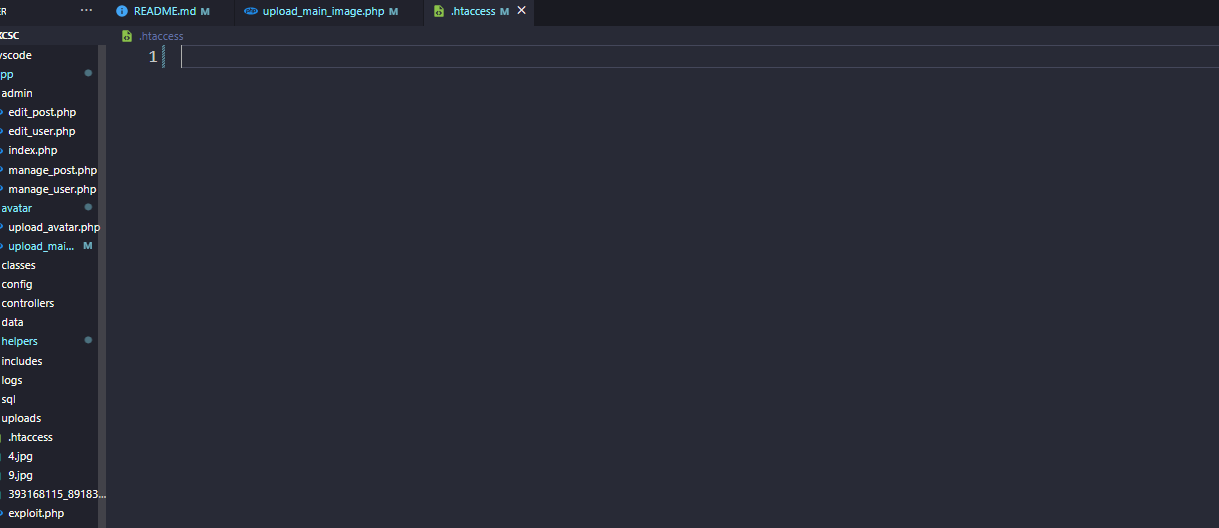 ER ··· README.md M upload_main_image.php M .htaccess M
KCSC .htaccess
vscode 1
pp
admin
edit_post.php
edit_user.php
index.php
manage_post.php
manage_user.php
avatar
upload_avatar.php
upload_mai... M
classes
config
controllers
data
helpers
includes
logs
sql
uploads
.htaccess
4.jpg
9.jpg
393168115_89183...
exploit.php